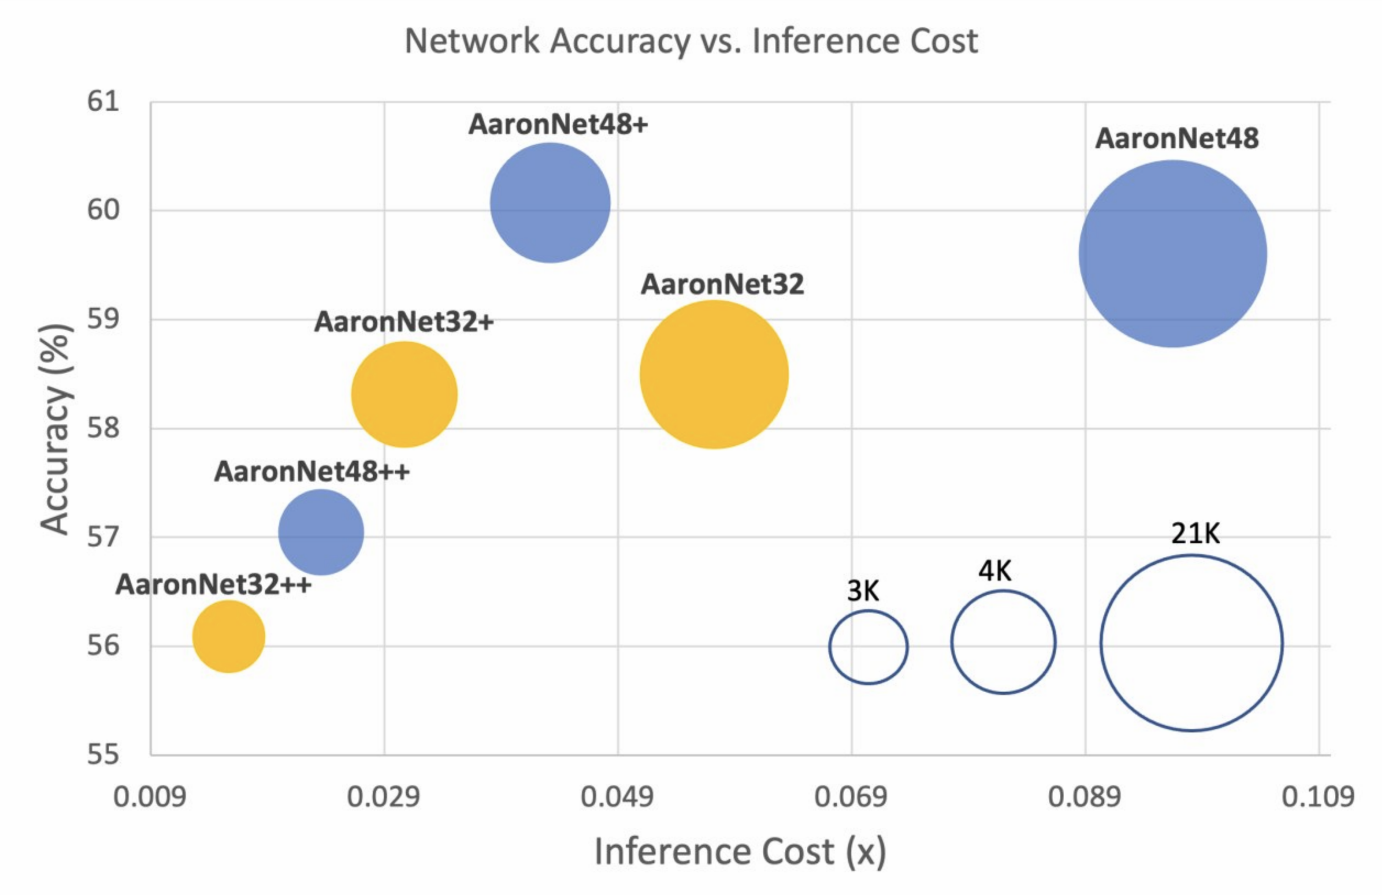 Network Accuracy vs. Inference Cost
61
AaronNet48+
AaronNet48
60
AaronNet32
59
AaronNet32+
Accuracy (%)
58
AaronNet48++
57
21K
AaronNet32++
4K
3K
56
55
0.009 0.029 0.049 0.069 0.089 0.109
Inference Cost (x)